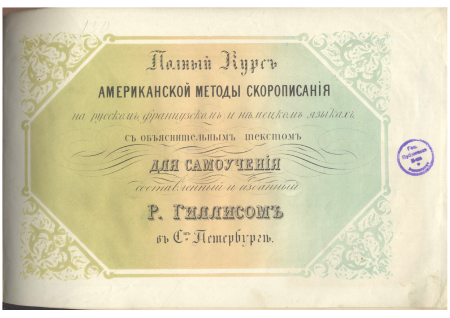 Полный Курсъ
АМЕРИКАНСКОЙ МЕТОДЫ СКОРОПИСАНІЯ
на русскомъ, французскомъ и нѣмецкомъ языкахъ
съ объяснительнымъ текстомъ
ДЛЯ САМОУЧЕНІЯ
составленный и изданный
Р. Гиллисомъ
въ С.тъ Петербургѣ.